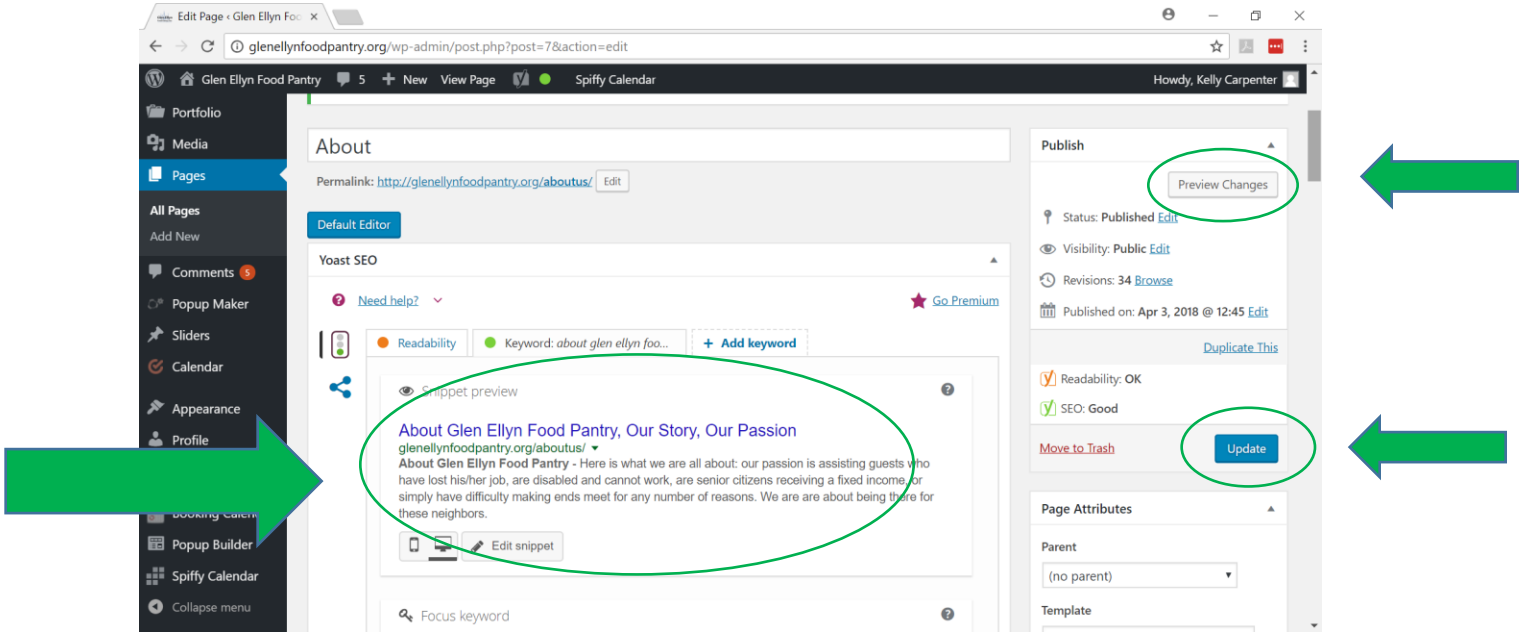 Edit Page ‹ Glen Ellyn Foo
glenellynfoodpantry.org/wp-admin/post.php?post=7&action=edit
Glen Ellyn Food Pantry 5 + New View Page Spiffy Calendar Howdy, Kelly Carpenter
Portfolio
Media
Pages
All Pages
Add New
Comments 5
Popup Maker
Sliders
Calendar
Appearance
Profile
Booking Calend
Popup Builder
Spiffy Calendar
Collapse menu
About
Permalink: http://glenellynfoodpantry.org/aboutus/ Edit
Default Editor
Yoast SEO
Need help? Go Premium
Readability Keyword: about glen ellyn foo... + Add keyword
Snippet preview
About Glen Ellyn Food Pantry, Our Story, Our Passion
glenellynfoodpantry.org/aboutus/
About Glen Ellyn Food Pantry - Here is what we are all about: our passion is assisting guests who
have lost his/her job, are disabled and cannot work, are senior citizens receiving a fixed income, or
simply have difficulty making ends meet for any number of reasons. We are are about being there for
these neighbors.
Edit snippet
Focus keyword
Publish
Preview Changes
Status: Published Edit
Visibility: Public Edit
Revisions: 34 Browse
Published on: Apr 3, 2018 @ 12:45 Edit
Duplicate This
Readability: OK
SEO: Good
Move to Trash Update
Page Attributes
Parent
(no parent)
Template